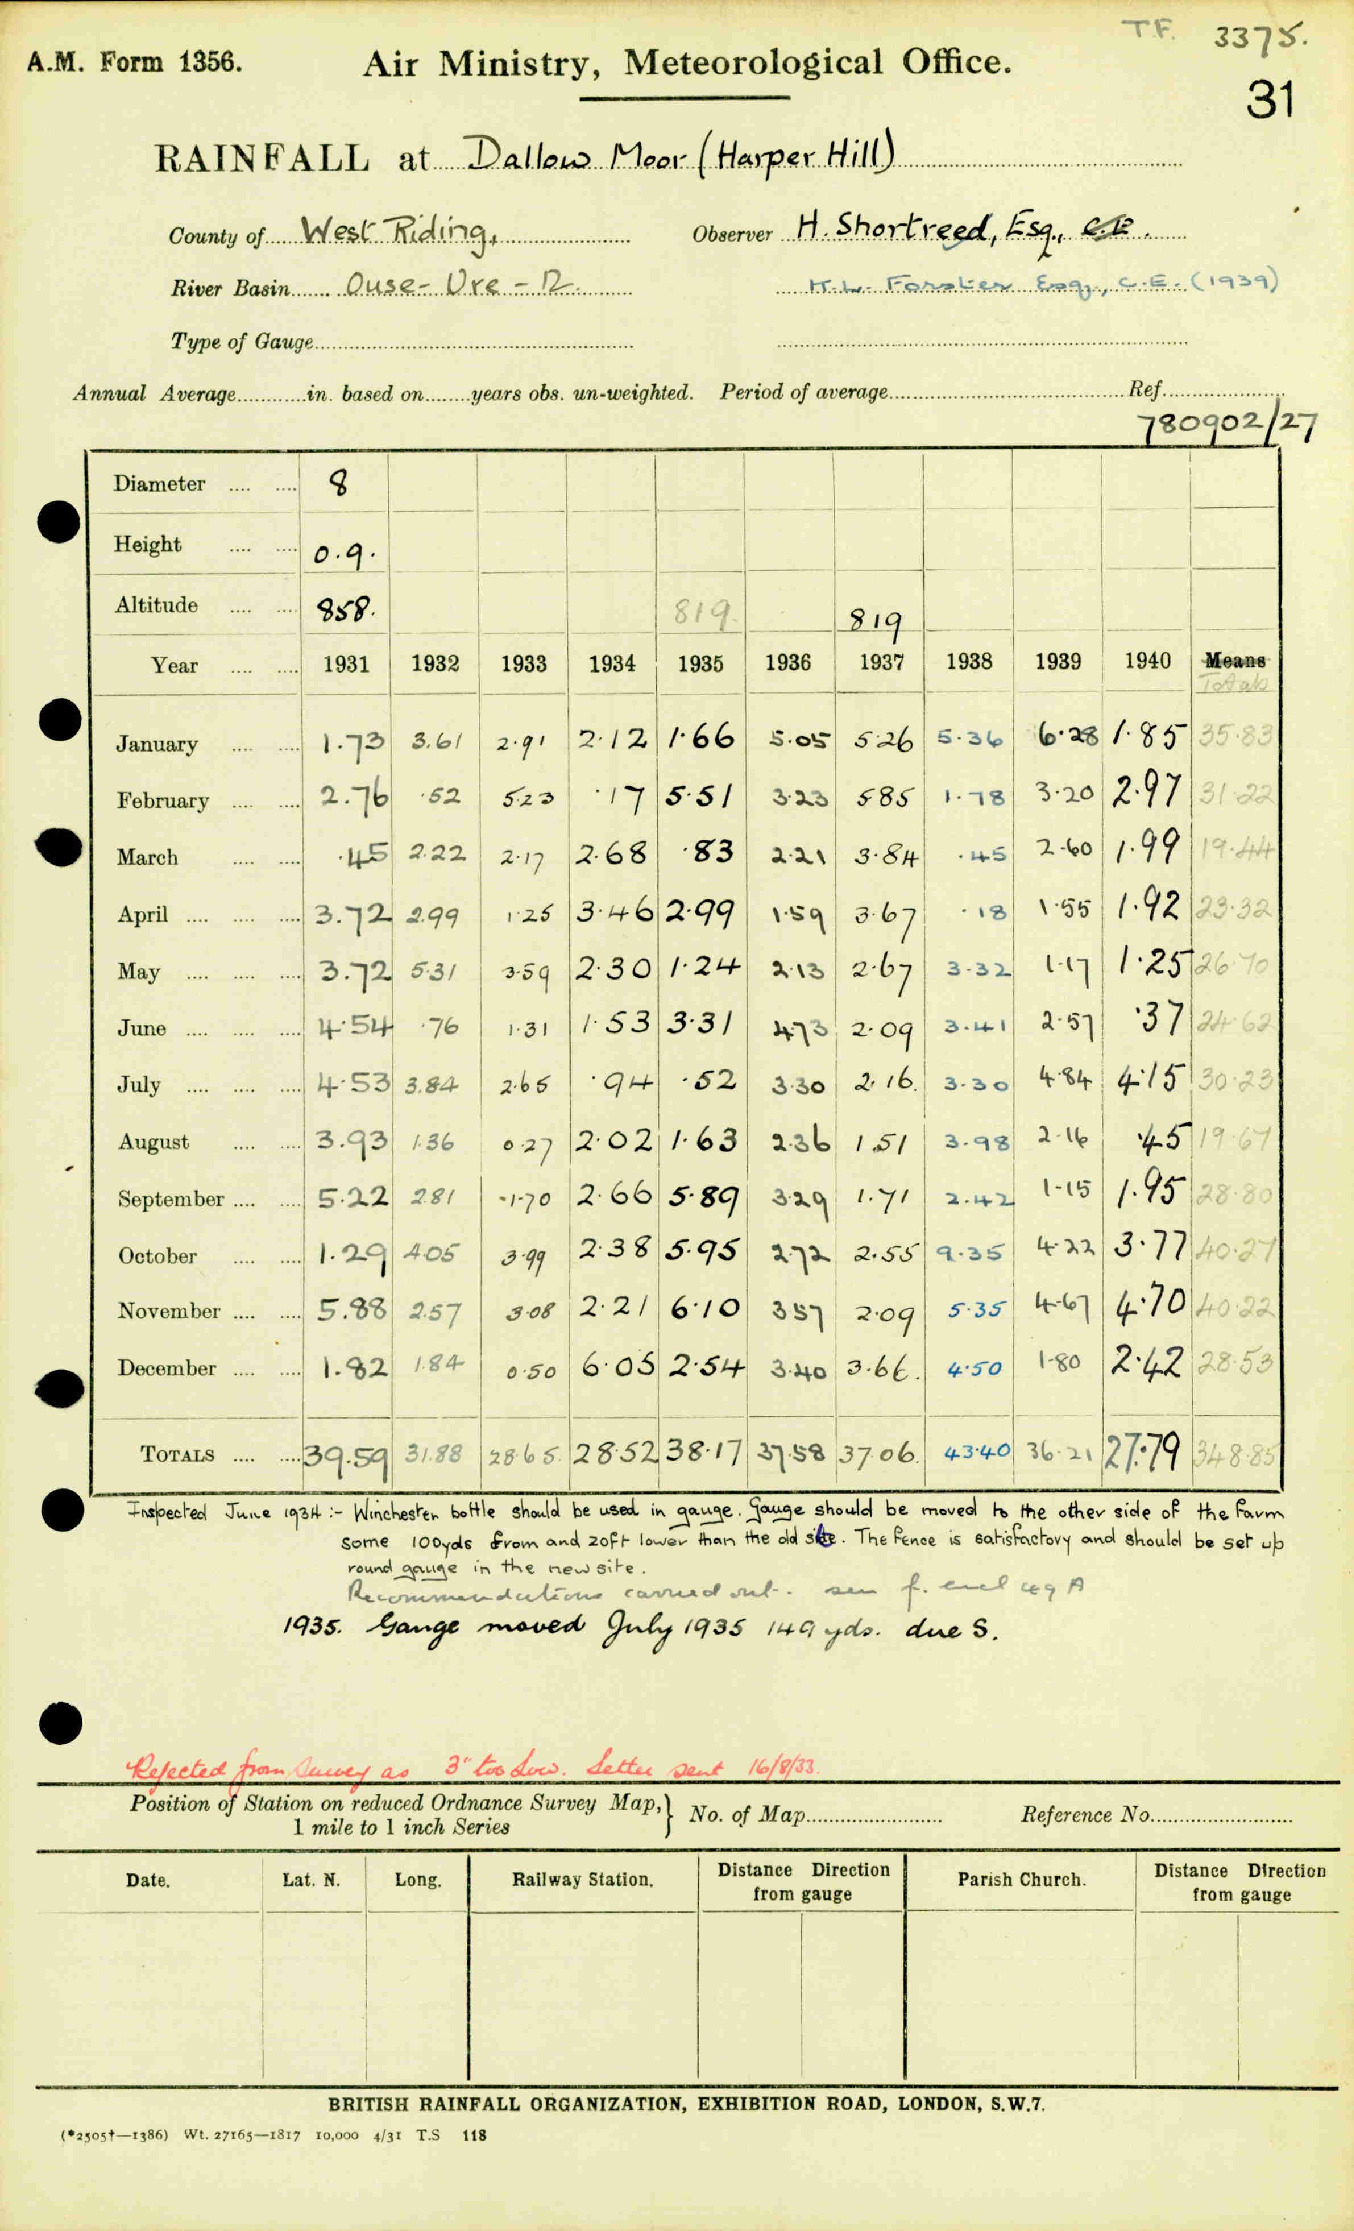 T.F. 3375.
A.M. Form 1356. Air Ministry, Meteorological Office.
31
RAINFALL at Dallow Moor (Harper Hill)
County of West Riding, Observer H. Shortreed, Esq., C.E.
River Basin Ouse - Ure - 12. H.L. Forster Esq., C.E. (1939)
Type of Gauge
Annual Average in. based on years obs. un-weighted. Period of average Ref.
780902/27
Diameter 8
Height 0.9.
Altitude 858. 819. 819
Year 1931 1932 1933 1934 1935 1936 1937 1938 1939 1940 Means
Totals
January 1.73 3.61 2.91 2.12 1.66 5.05 5.26 5.36 6.28 1.85 35.83
February 2.76 .52 5.23 .17 5.51 3.23 5.85 1.78 3.20 2.97 31.22
March .45 2.22 2.17 2.68 .83 2.21 3.84 .45 2.60 1.99 19.44
April 3.72 2.99 1.25 3.46 2.99 1.59 3.67 .18 1.55 1.92 23.32
May 3.72 5.31 3.59 2.30 1.24 2.13 2.67 3.32 1.17 1.25 26.70
June 4.54 .76 1.31 1.53 3.31 4.73 2.09 3.41 2.57 .37 24.62
July 4.53 3.84 2.65 .94 .52 3.30 2.16. 3.30 4.84 4.15 30.23
August 3.93 1.36 0.27 2.02 1.63 2.36 1.51 3.98 2.16 .45 19.67
September 5.22 2.81 1.70 2.66 5.89 3.29 1.71 2.42 1.15 1.95 28.80
October 1.29 4.05 3.99 2.38 5.95 2.72 2.55 9.35 4.22 3.77 40.27
November 5.88 2.57 3.08 2.21 6.10 3.57 2.09 5.35 4.67 4.70 40.22
December 1.82 1.84 0.50 6.05 2.54 3.40 3.66. 4.50 1.80 2.42 28.53
TOTALS 39.59 31.88 28.65. 28.52 38.17 37.58 37.06. 43.40 36.21 27.79 348.85
Inspected June 1934 :- Winchester bottle should be used in gauge. Gauge should be moved to the other side of the farm
some 100yds from and 20ft lower than the old site. The fence is satisfactory and should be set up
round gauge in the new site.
Recommendations carried out. see f. encl A
1935. Gauge moved July 1935 149 yds. due S.
Rejected from Survey as 3" too low. Letter sent 16/8/33.
Position of Station on reduced Ordnance Survey Map, } No. of Map Reference No.
1 mile to 1 inch Series
Date. Lat. N. Long. Railway Station. Distance Direction Parish Church. Distance Direction
from gauge from gauge
BRITISH RAINFALL ORGANIZATION, EXHIBITION ROAD, LONDON, S.W.7.
(*2505†—1386) Wt. 27165—1817 10,000 4/31 T.S 118